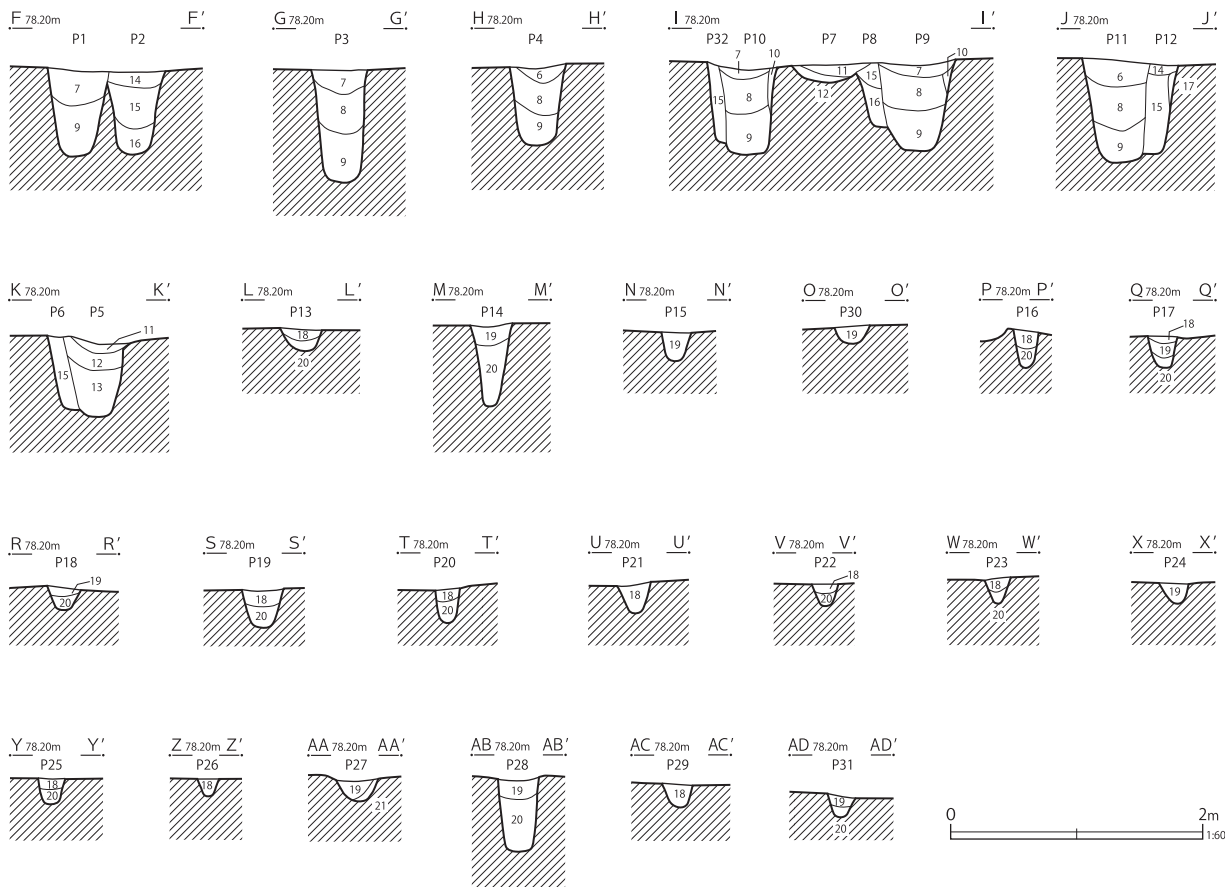 F 78.20m F′ G 78.20m G′ H 78.20m H′ I 78.20m I′ J 78.20m J′
P1 P2 P3 P4 P32 P10 P7 P8 P9 P11 P12
7 9 14 15 16
7 8 9
6 8 9
7 10 15 8 9 11 12 15 16 7 10 8 9
6 8 9 14 15 17
K 78.20m K′ L 78.20m L′ M 78.20m M′ N 78.20m N′ O 78.20m O′ P 78.20m P′ Q 78.20m Q′
P6 P5 P13 P14 P15 P30 P16 P17
15 11 12 13
18 20
19 20
19
19
18 20
18 19 20
R 78.20m R′ S 78.20m S′ T 78.20m T′ U 78.20m U′ V 78.20m V′ W 78.20m W′ X 78.20m X′
P18 P19 P20 P21 P22 P23 P24
19 20
18 20
18 20
18
18 20
18 20
19
Y 78.20m Y′ Z 78.20m Z′ AA 78.20m AA′ AB 78.20m AB′ AC 78.20m AC′ AD 78.20m AD′
P25 P26 P27 P28 P29 P31
18 20
18
19 21
19 20
18
19 20
0 2m
1:60